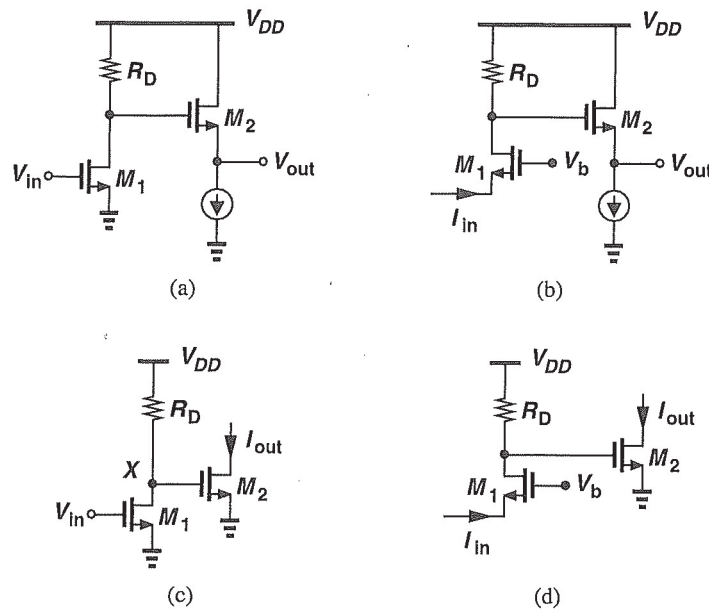 V_DD
R_D
M_2
V_in
M_1
V_out
(a)
V_DD
R_D
M_2
M_1
V_b
V_out
I_in
(b)
V_DD
R_D
I_out
X
M_2
V_in
M_1
(c)
V_DD
R_D
I_out
M_2
M_1
V_b
I_in
(d)